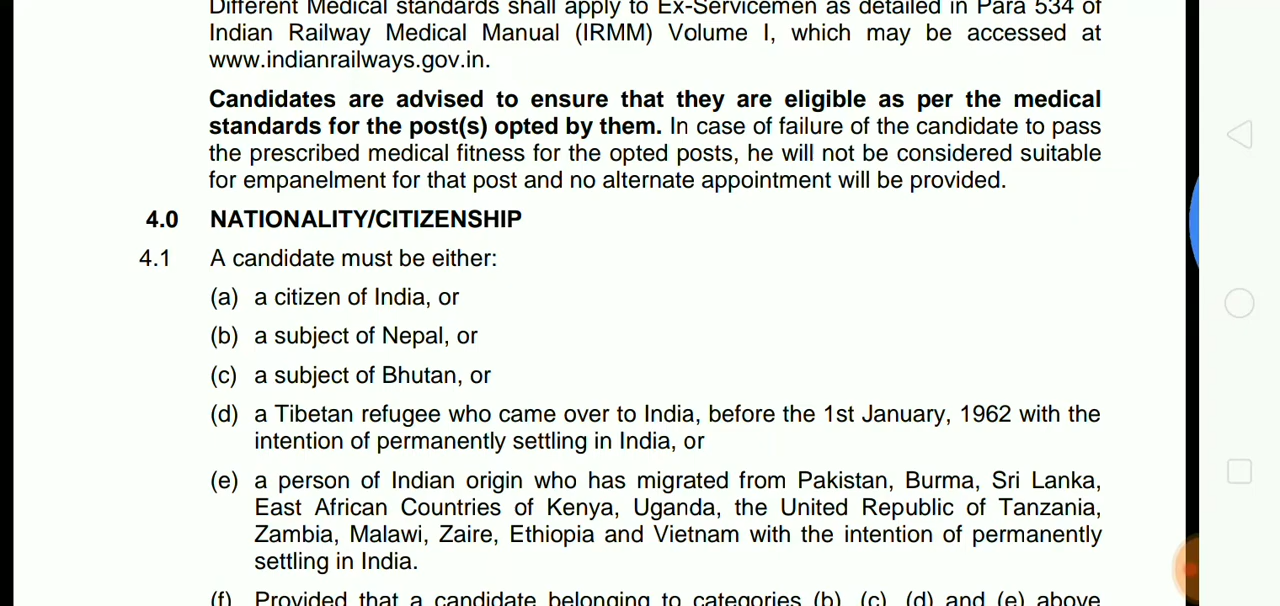 Different Medical standards shall apply to Ex-Servicemen as detailed in Para 534 of
Indian Railway Medical Manual (IRMM) Volume I, which may be accessed at
www.indianrailways.gov.in.
Candidates are advised to ensure that they are eligible as per the medical
standards for the post(s) opted by them. In case of failure of the candidate to pass
the prescribed medical fitness for the opted posts, he will not be considered suitable
for empanelment for that post and no alternate appointment will be provided.
4.0 NATIONALITY/CITIZENSHIP
4.1 A candidate must be either:
(a) a citizen of India, or
(b) a subject of Nepal, or
(c) a subject of Bhutan, or
(d) a Tibetan refugee who came over to India, before the 1st January, 1962 with the
intention of permanently settling in India, or
(e) a person of Indian origin who has migrated from Pakistan, Burma, Sri Lanka,
East African Countries of Kenya, Uganda, the United Republic of Tanzania,
Zambia, Malawi, Zaire, Ethiopia and Vietnam with the intention of permanently
settling in India.
(f) Provided that a candidate belonging to categories (b), (c), (d) and (e) above